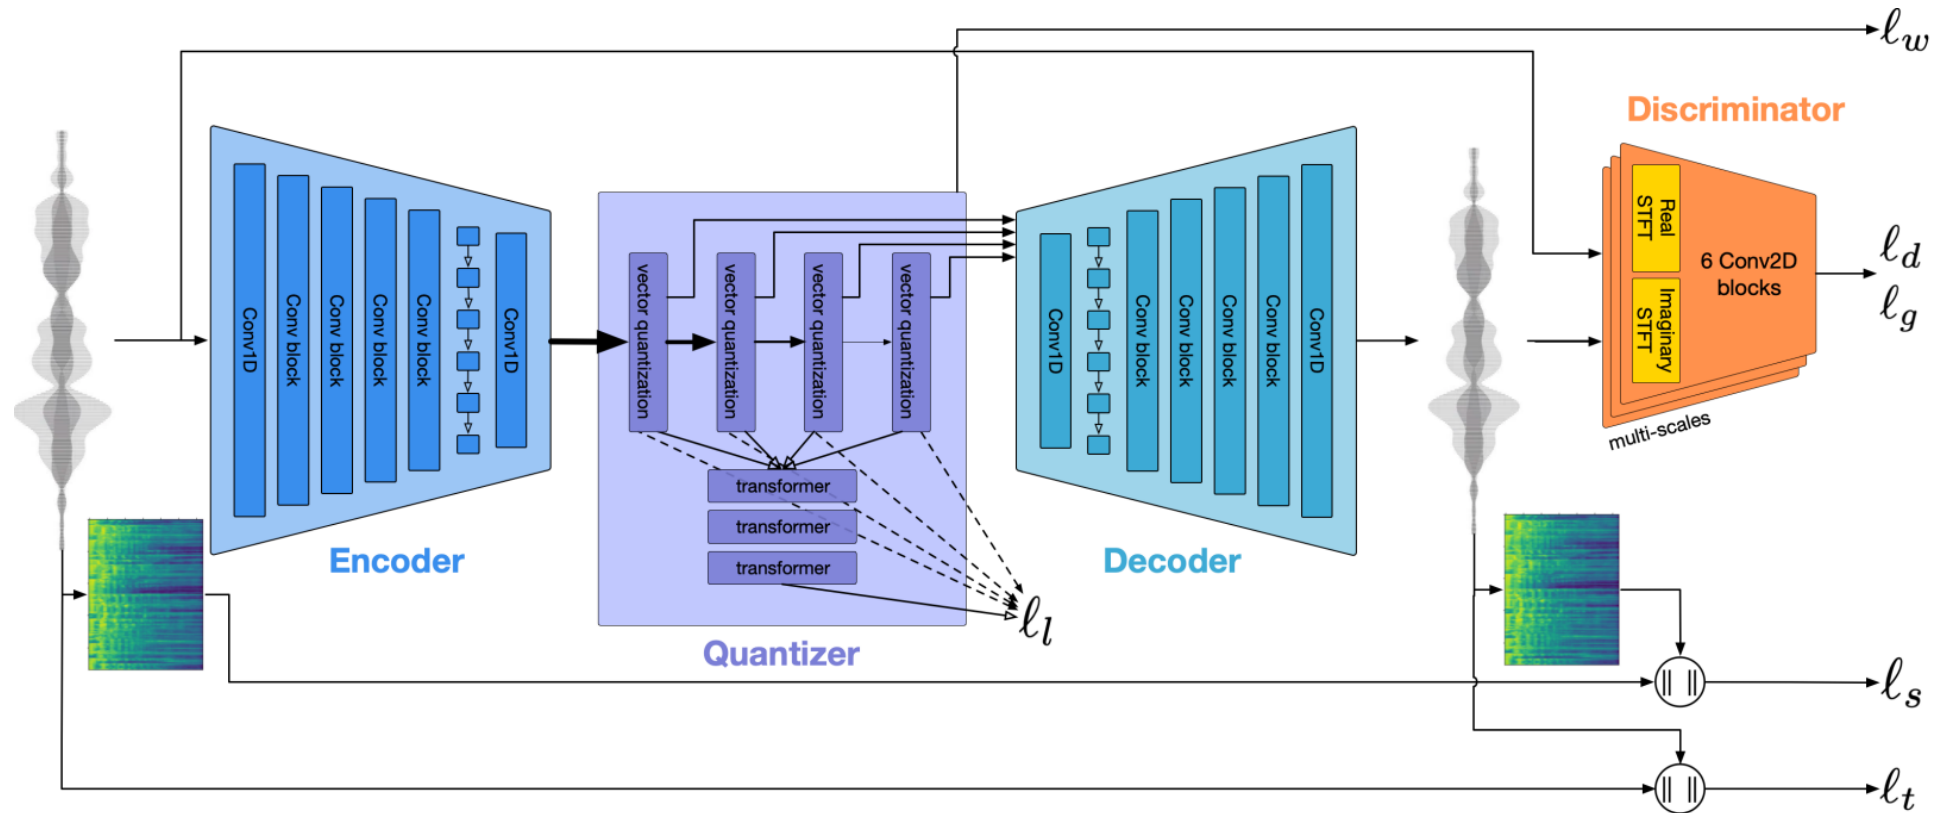 ℓw
Discriminator
Encoder
Conv1D
Conv block
Conv block
Conv block
Conv block
Conv1D
Quantizer
vector quantization
vector quantization
vector quantization
vector quantization
transformer
transformer
transformer
ℓl
Decoder
Conv1D
Conv block
Conv block
Conv block
Conv block
Conv1D
Real
STFT
Imaginary
STFT
6 Conv2D
blocks
multi-scales
ℓd
ℓg
|| ||
ℓs
|| ||
ℓt